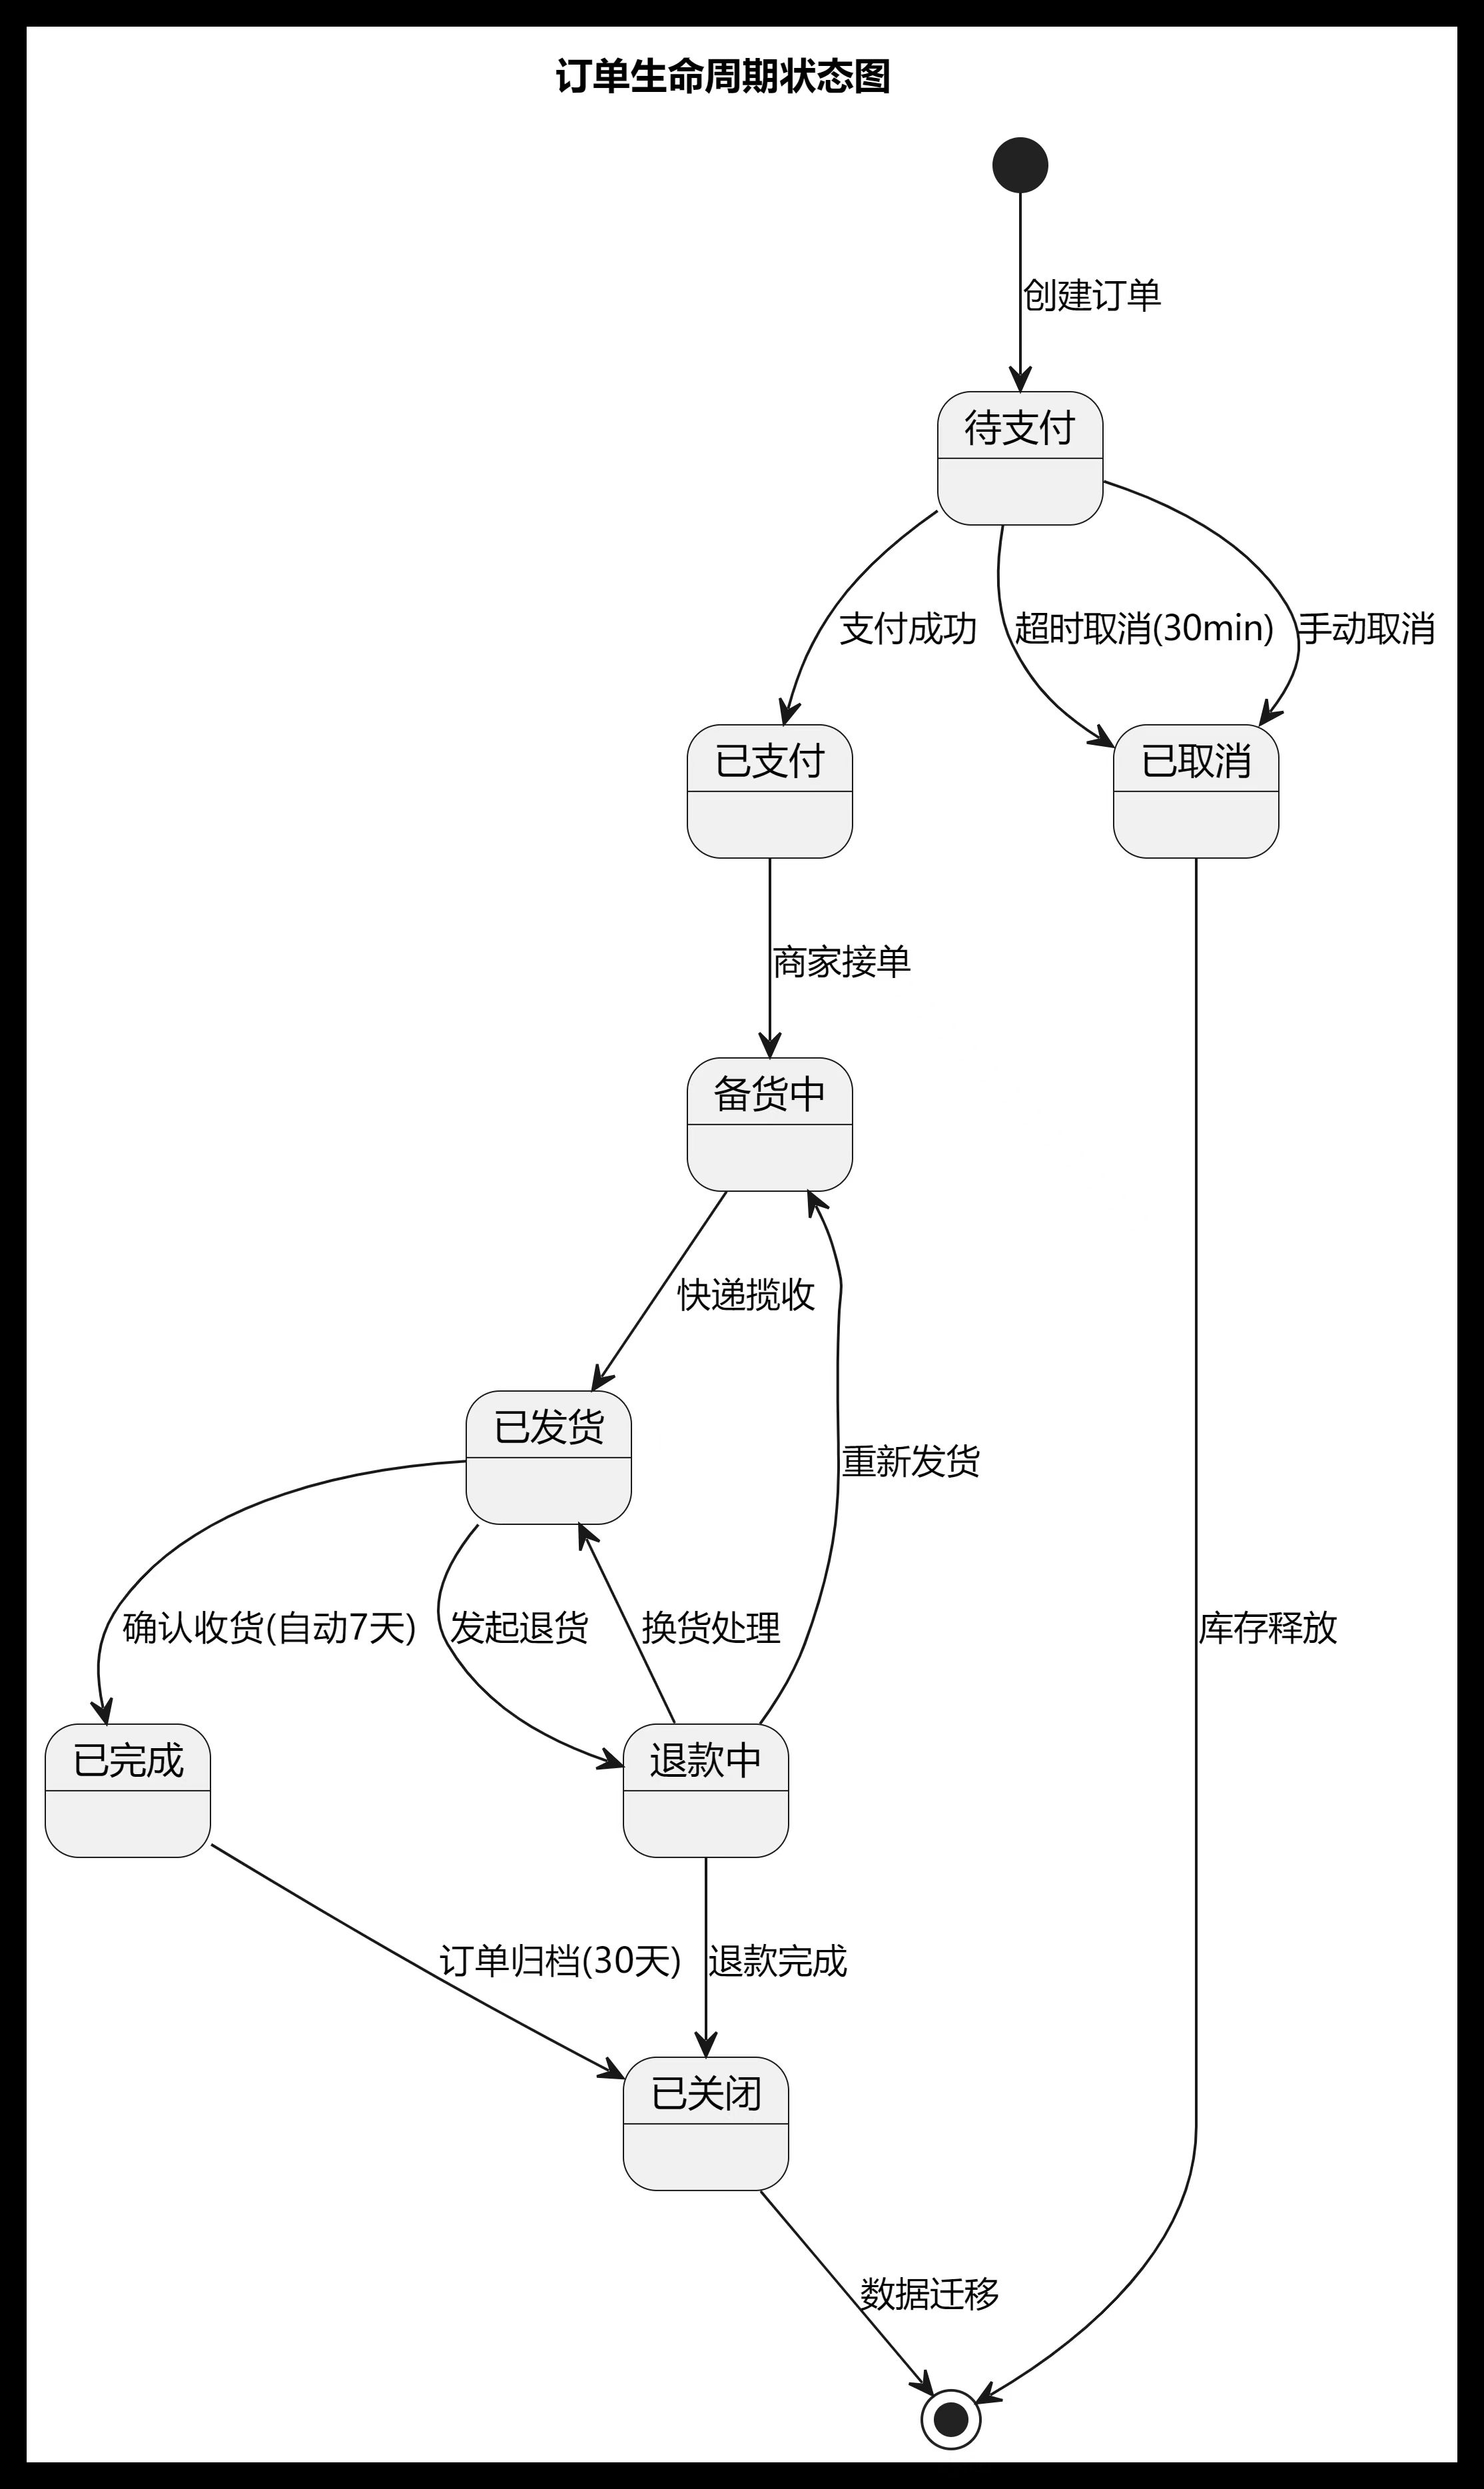 订单生命周期状态图
创建订单
待支付
支付成功
超时取消(30min)
手动取消
已支付
已取消
商家接单
备货中
快递揽收
已发货
重新发货
确认收货(自动7天)
发起退货
换货处理
库存释放
已完成
退款中
订单归档(30天)
退款完成
已关闭
数据迁移